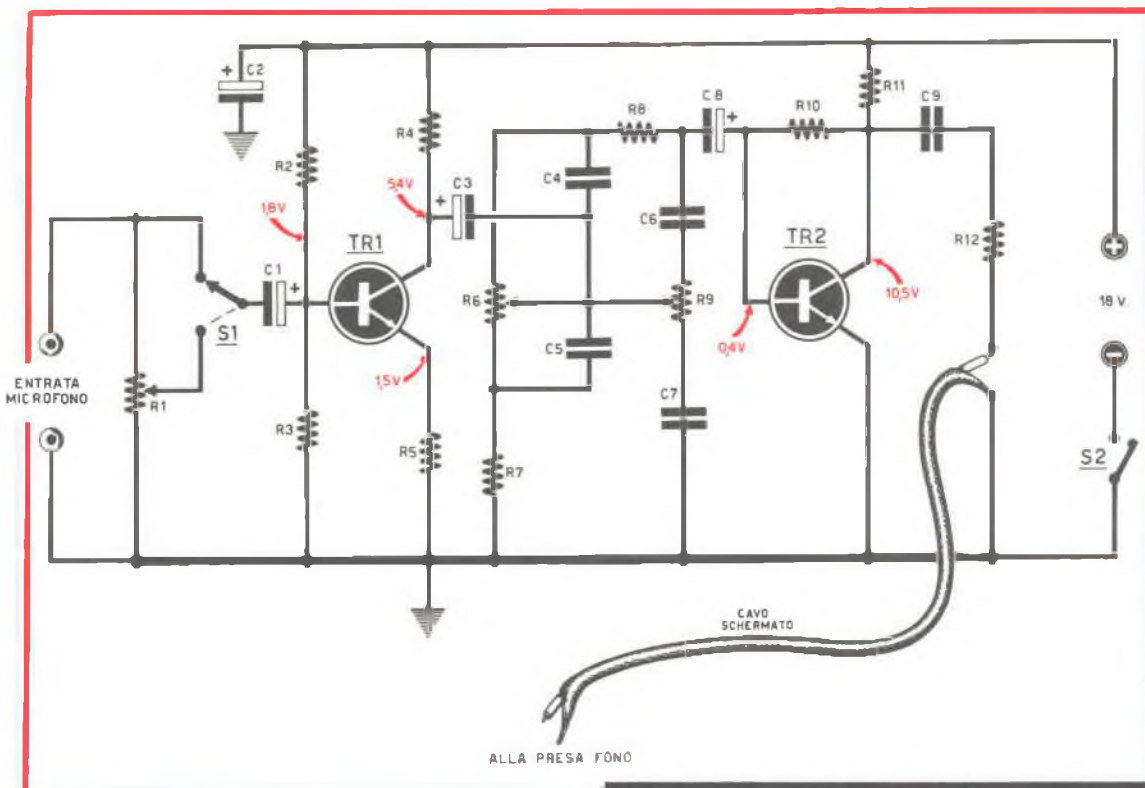 C2
R2
R4
1,8V
5,4V
C3
C1
TR1
S1
ENTRATA
MICROFONO
R1
R3
1,5V
R5
R6
R7
C4
C5
R8
C6
R9
C7
C8
R10
TR2
0,4V
10,5V
R11
C9
R12
18 V.
S2
CAVO
SCHERMATO
ALLA PRESA FONO